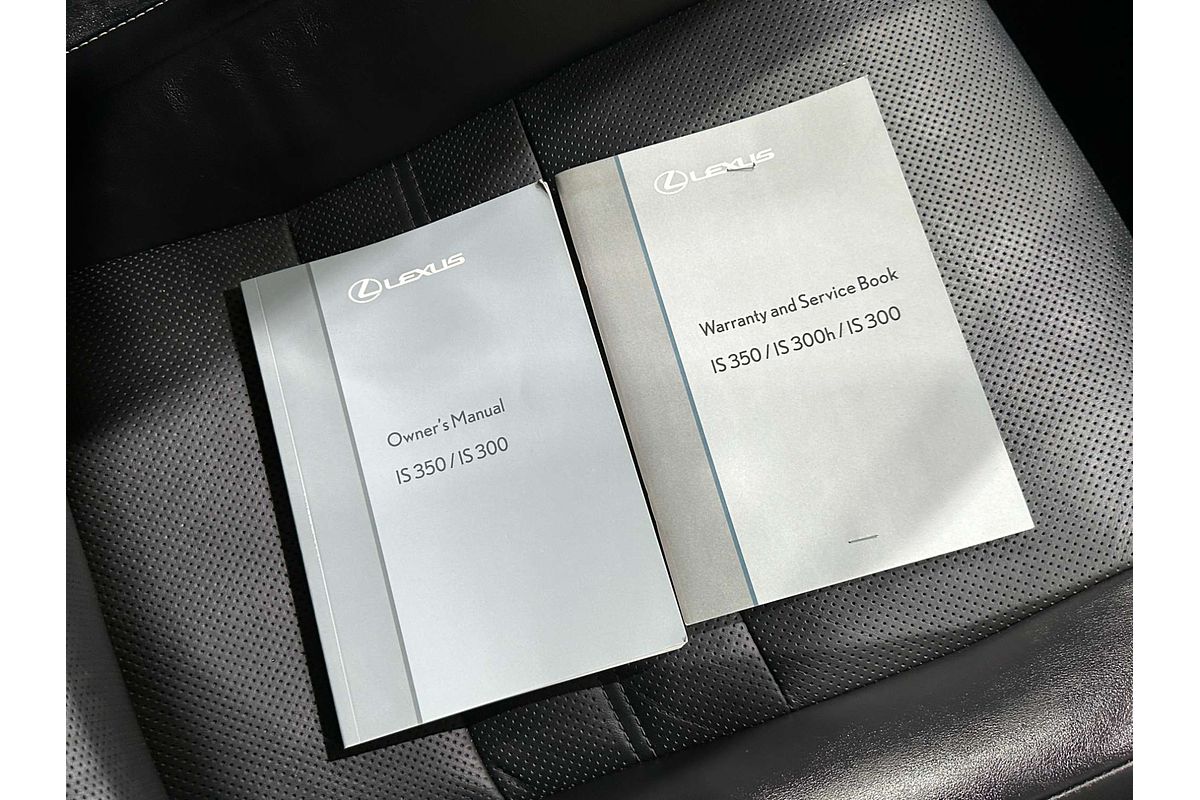 LEXUS
Owner's Manual
IS 350 / IS 300
LEXUS
Warranty and Service Book
IS 350 / IS 300h / IS 300